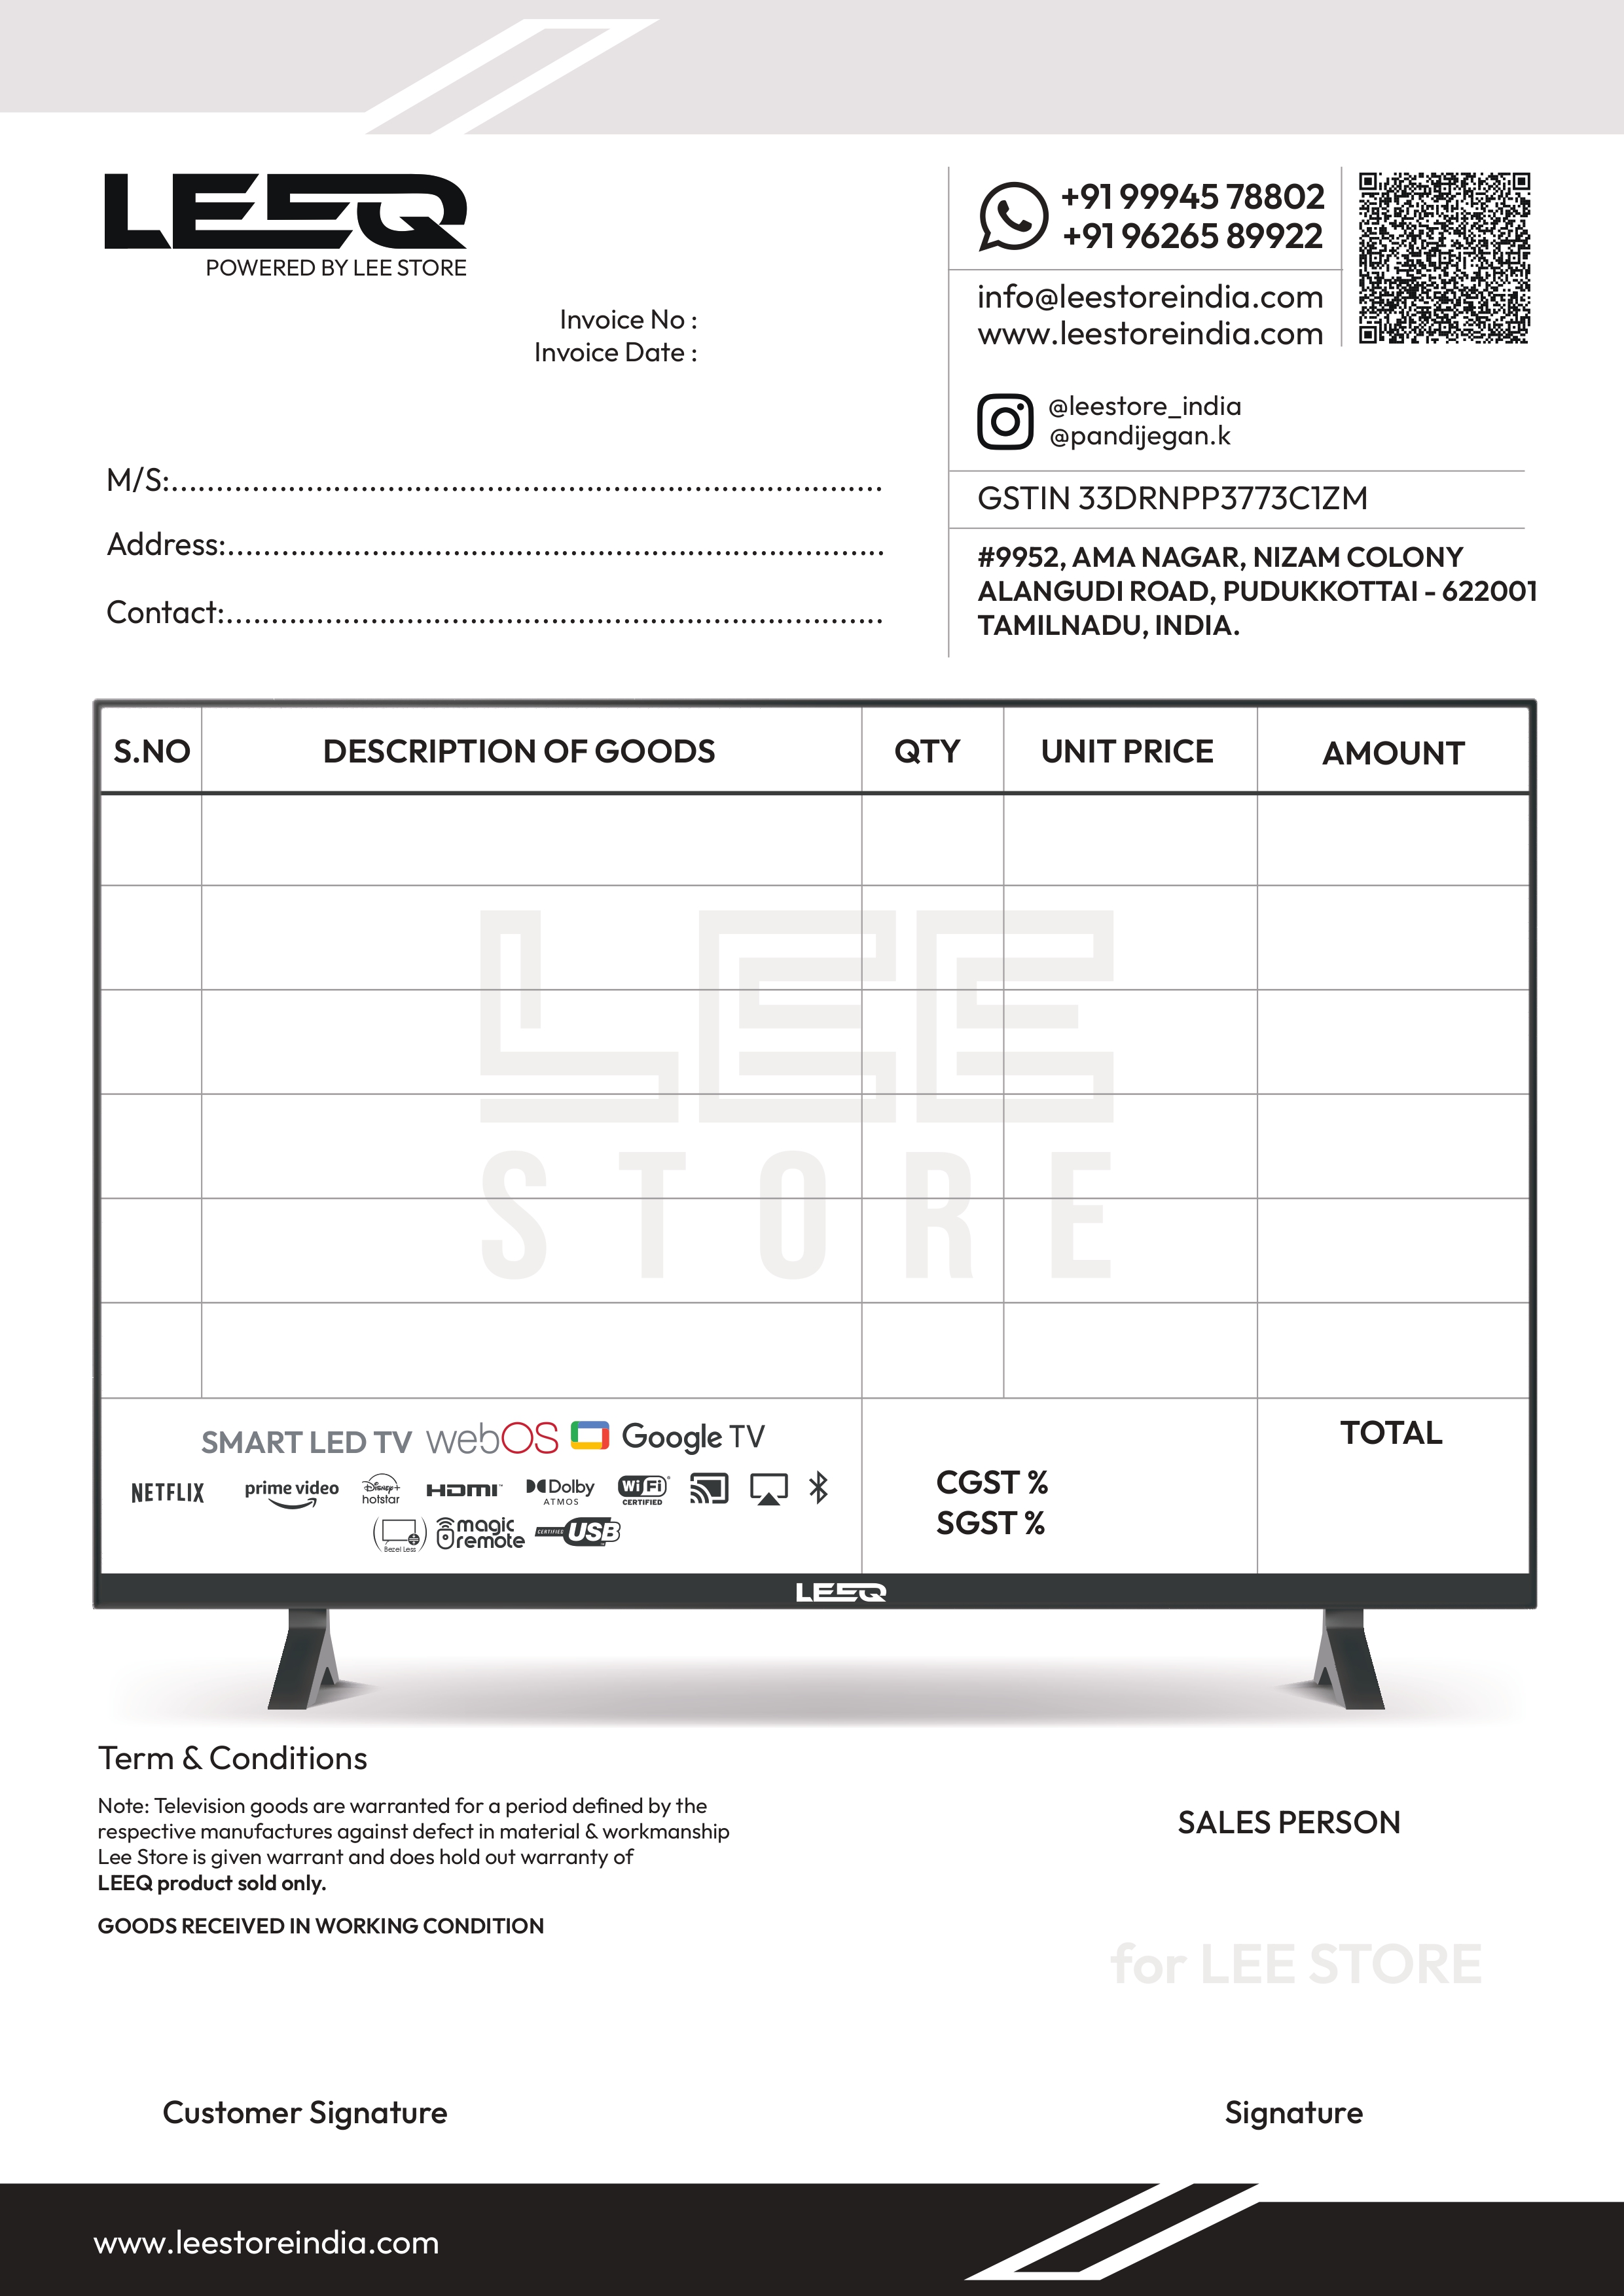 LEEQ
POWERED BY LEE STORE
+91 99945 78802
+91 96265 89922
info@leestoreindia.com
www.leestoreindia.com
Invoice No :
Invoice Date :
@leestore_india
@pandijegan.k
M/S:
Address:
Contact:
GSTIN 33DRNPP3773C1ZM
#9952, AMA NAGAR, NIZAM COLONY
ALANGUDI ROAD, PUDUKKOTTAI - 622001
TAMILNADU, INDIA.
S.NO DESCRIPTION OF GOODS QTY UNIT PRICE AMOUNT
LEE
STORE
SMART LED TV webOS Google TV
NETFLIX prime video Disney+ hotstar HDMI Dolby ATMOS Wi Fi CERTIFIED
Bezel Less magic remote CERTIFIED USB
CGST %
SGST %
TOTAL
LEEQ
Term & Conditions
Note: Television goods are warranted for a period defined by the
respective manufactures against defect in material & workmanship
Lee Store is given warrant and does hold out warranty of
LEEQ product sold only.
GOODS RECEIVED IN WORKING CONDITION
SALES PERSON
for LEE STORE
Customer Signature
Signature
www.leestoreindia.com